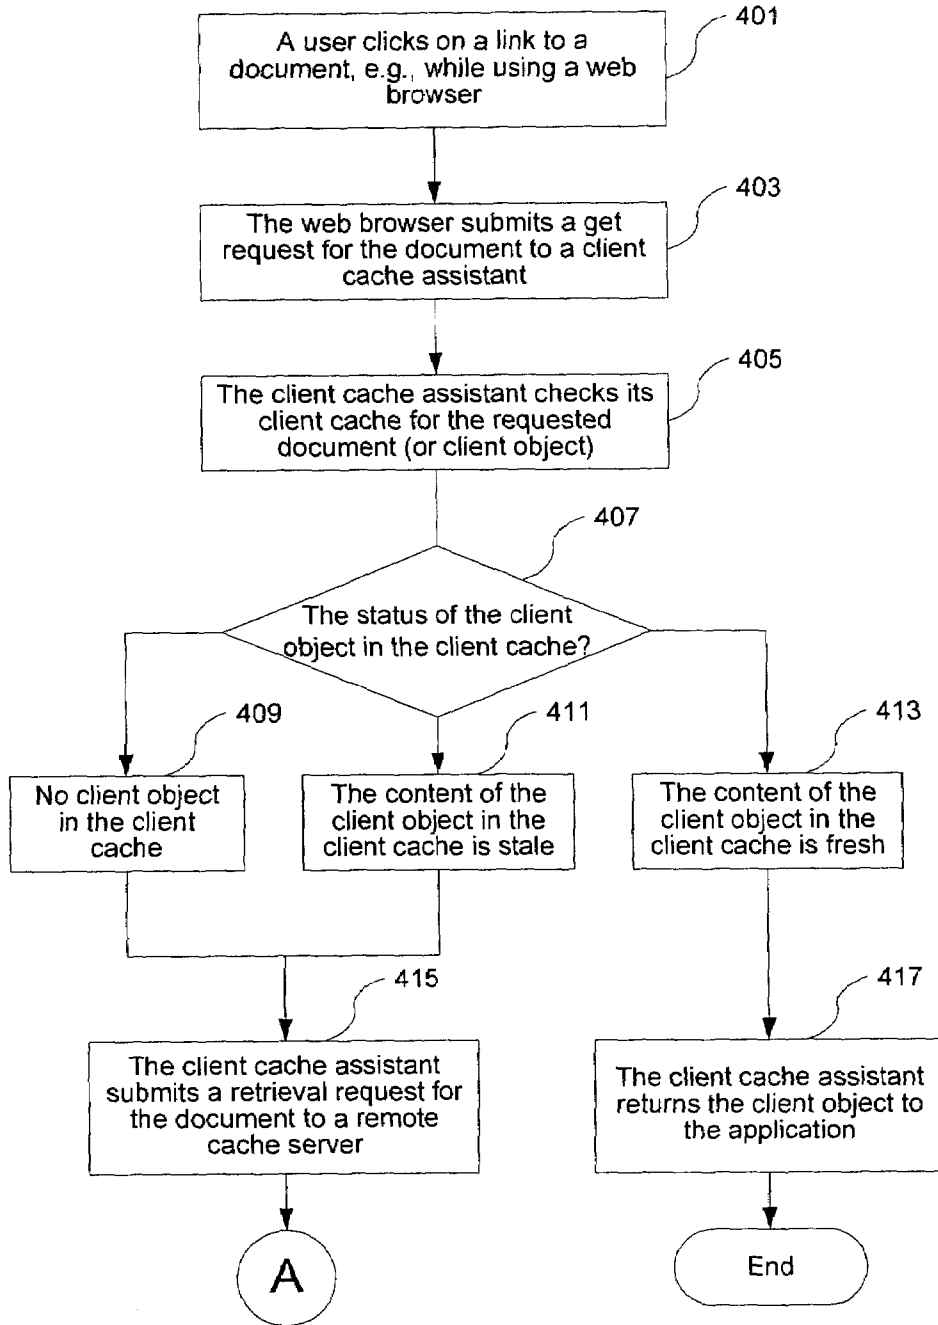 401
A user clicks on a link to a
document, e.g., while using a web
browser
403
The web browser submits a get
request for the document to a client
cache assistant
405
The client cache assistant checks its
client cache for the requested
document (or client object)
407
The status of the client
object in the client cache?
409
No client object
in the client
cache
411
The content of the
client object in the
client cache is stale
413
The content of the
client object in the
client cache is fresh
415
The client cache assistant
submits a retrieval request for
the document to a remote
cache server
417
The client cache assistant
returns the client object to
the application
A
End